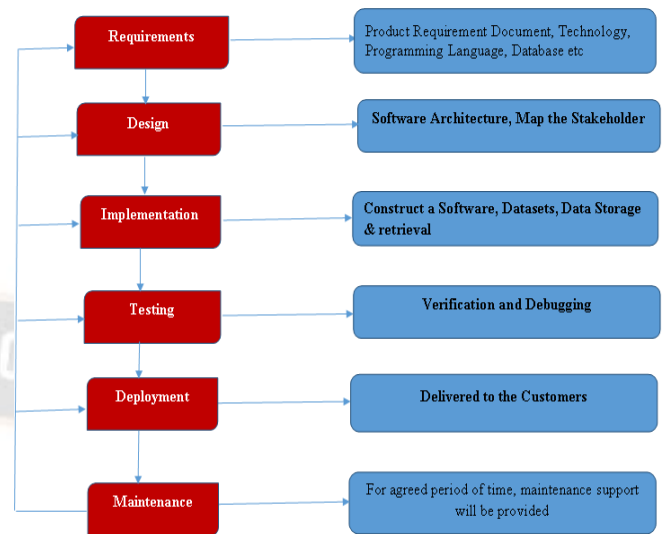 Requirements
Product Requirement Document, Technology,
Programming Language, Database etc
Design
Software Architecture, Map the Stakeholder
Implementation
Construct a Software, Datasets, Data Storage
& retrieval
Testing
Verification and Debugging
Deployment
Delivered to the Customers
Maintenance
For agreed period of time, maintenance support
will be provided